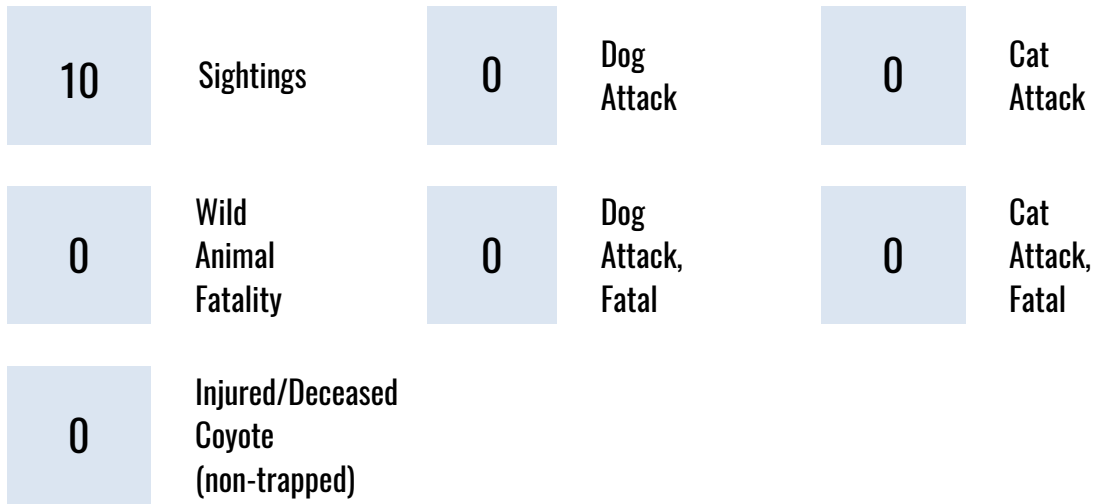 10
Sightings
0
Dog
Attack
0
Cat
Attack
0
Wild
Animal
Fatality
0
Dog
Attack,
Fatal
0
Cat
Attack,
Fatal
0
Injured/Deceased
Coyote
(non-trapped)